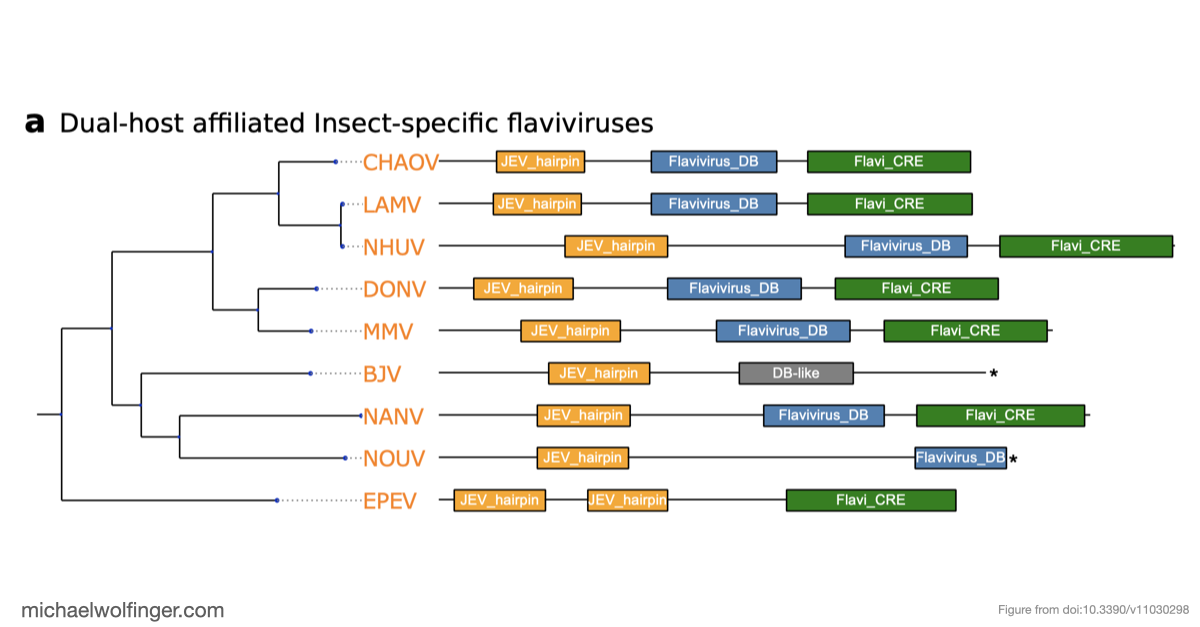 a Dual-host affiliated Insect-specific flaviviruses
CHAOV JEV_hairpin Flavivirus_DB Flavi_CRE
LAMV JEV_hairpin Flavivirus_DB Flavi_CRE
NHUV JEV_hairpin Flavivirus_DB Flavi_CRE
DONV JEV_hairpin Flavivirus_DB Flavi_CRE
MMV JEV_hairpin Flavivirus_DB Flavi_CRE
BJV JEV_hairpin DB-like *
NANV JEV_hairpin Flavivirus_DB Flavi_CRE
NOUV JEV_hairpin Flavivirus_DB *
EPEV JEV_hairpin JEV_hairpin Flavi_CRE
michaelwolfinger.com
Figure from doi:10.3390/v11030298